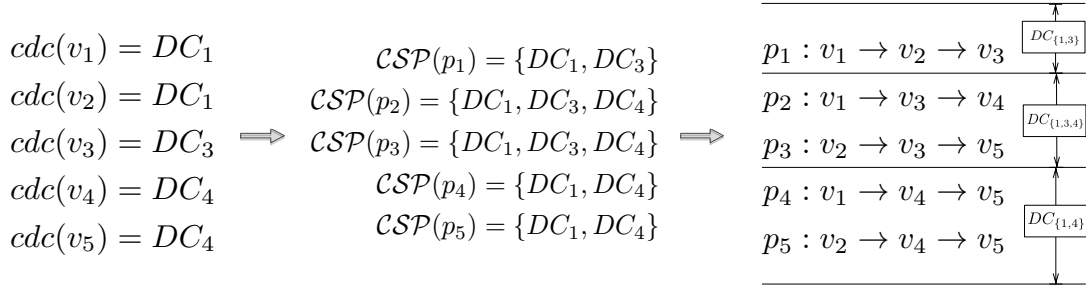 cdc(v₁) = DC₁
cdc(v₂) = DC₁
cdc(v₃) = DC₃
cdc(v₄) = DC₄
cdc(v₅) = DC₄
𝒞𝒮𝒫(p₁) = {DC₁, DC₃}
𝒞𝒮𝒫(p₂) = {DC₁, DC₃, DC₄}
𝒞𝒮𝒫(p₃) = {DC₁, DC₃, DC₄}
𝒞𝒮𝒫(p₄) = {DC₁, DC₄}
𝒞𝒮𝒫(p₅) = {DC₁, DC₄}
p₁ : v₁ → v₂ → v₃
DC_{1,3}
p₂ : v₁ → v₃ → v₄
p₃ : v₂ → v₃ → v₅
DC_{1,3,4}
p₄ : v₁ → v₄ → v₅
p₅ : v₂ → v₄ → v₅
DC_{1,4}